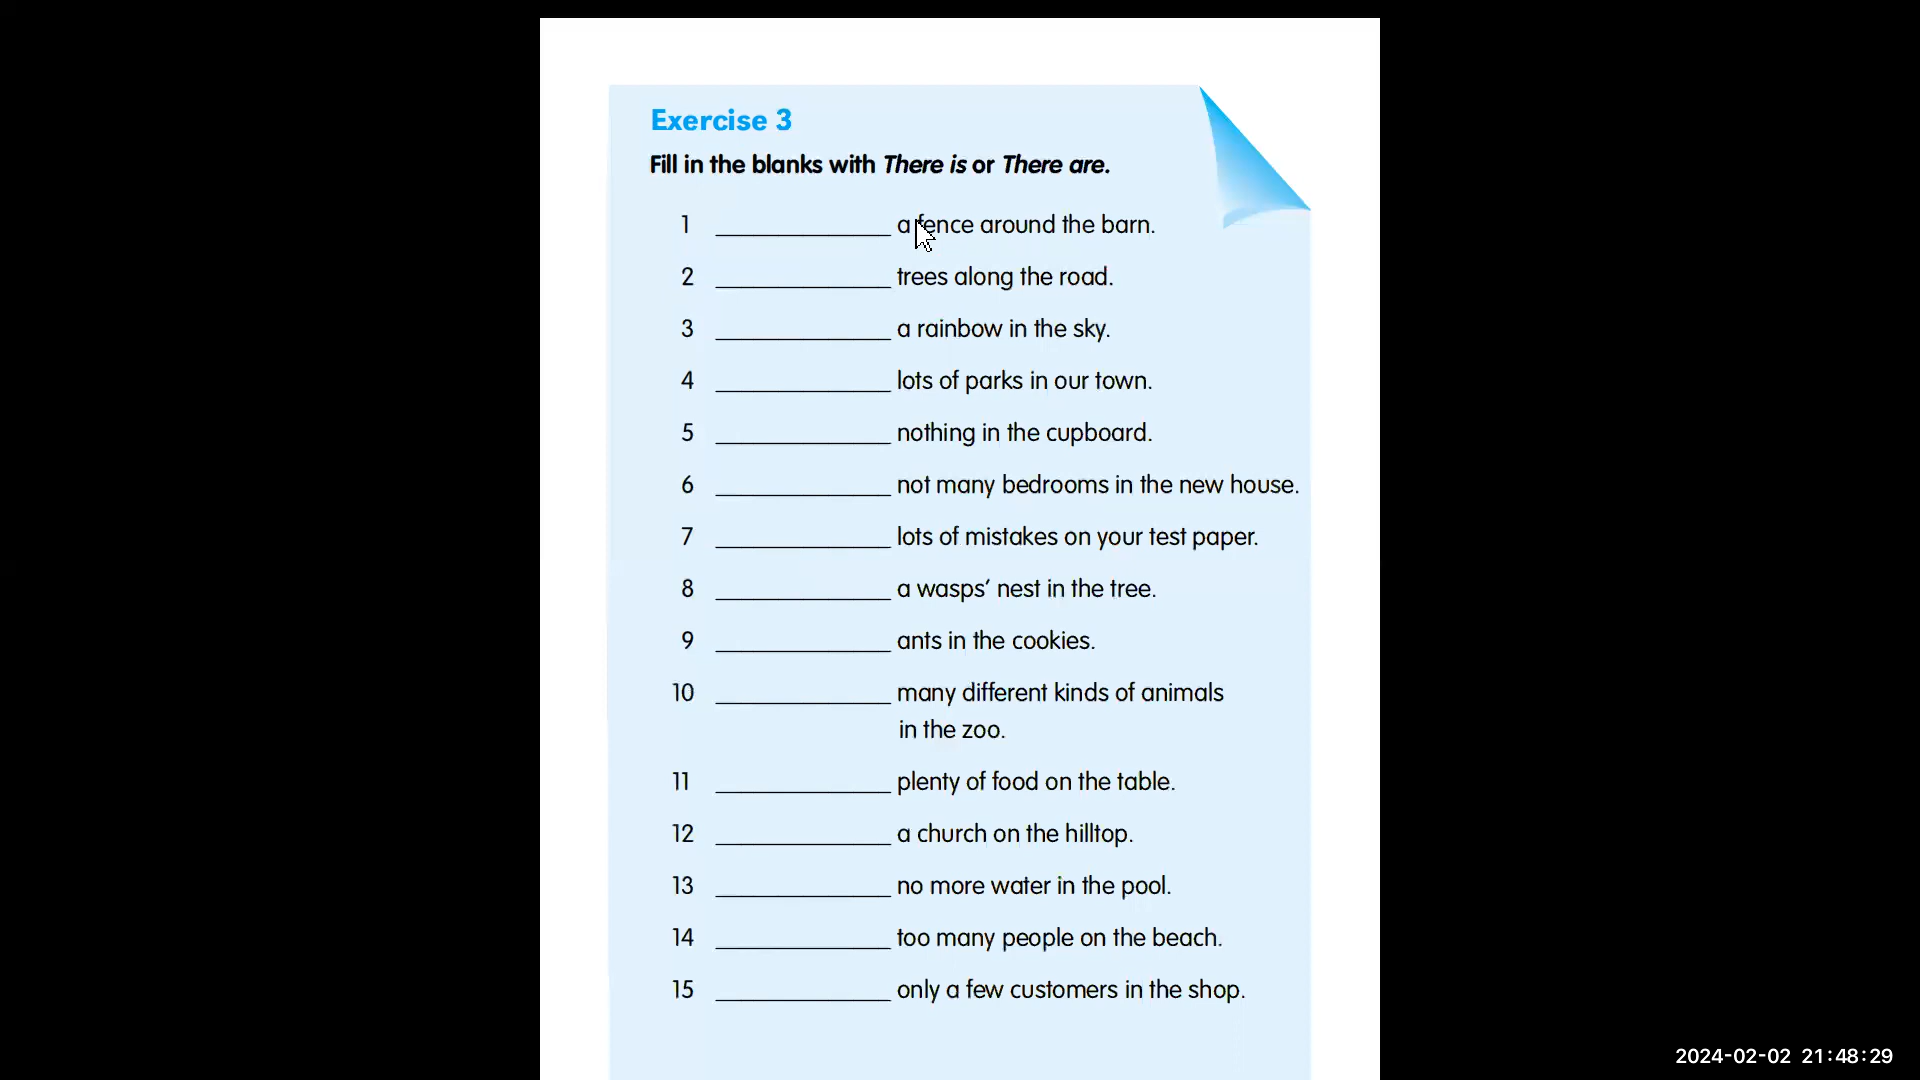 Exercise 3
Fill in the blanks with There is or There are.
1 ______________ a fence around the barn.
2 ______________ trees along the road.
3 ______________ a rainbow in the sky.
4 ______________ lots of parks in our town.
5 ______________ nothing in the cupboard.
6 ______________ not many bedrooms in the new house.
7 ______________ lots of mistakes on your test paper.
8 ______________ a wasps’ nest in the tree.
9 ______________ ants in the cookies.
10 ______________ many different kinds of animals
in the zoo.
11 ______________ plenty of food on the table.
12 ______________ a church on the hilltop.
13 ______________ no more water in the pool.
14 ______________ too many people on the beach.
15 ______________ only a few customers in the shop.
2024-02-02 21:48:29